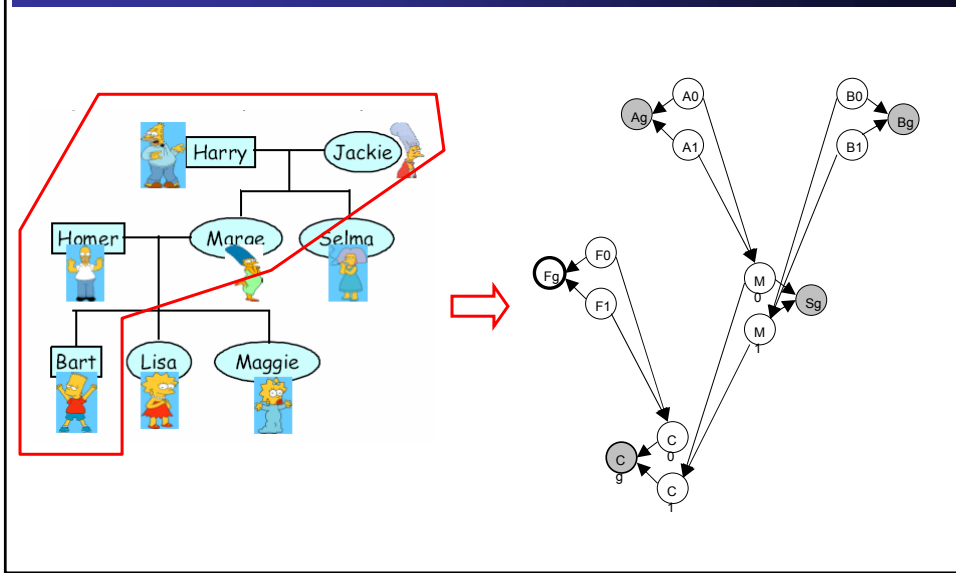 Harry
Jackie
Homer
Marge
Selma
Bart
Lisa
Maggie
A0
Ag
A1
B0
Bg
B1
F0
Fg
F1
M
0
Sg
M
1
C
0
C
g
C
1